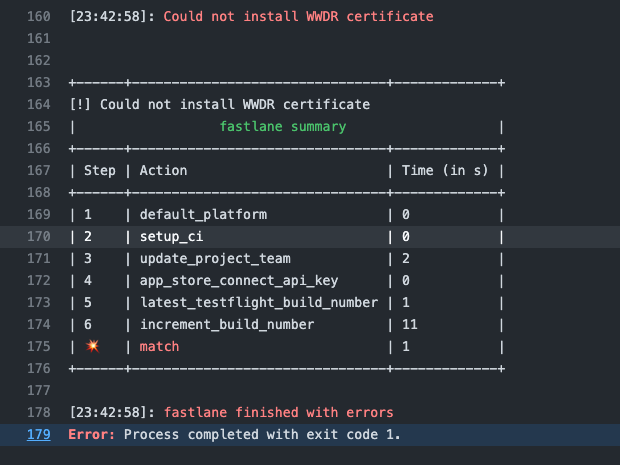 160 [23:42:58]: Could not install WWDR certificate
161
162
163 +------+--------------------------------+-------------+
164 [!] Could not install WWDR certificate
165 |                  fastlane summary                   |
166 +------+--------------------------------+-------------+
167 | Step | Action                         | Time (in s) |
168 +------+--------------------------------+-------------+
169 | 1    | default_platform               | 0           |
170 | 2    | setup_ci                       | 0           |
171 | 3    | update_project_team            | 2           |
172 | 4    | app_store_connect_api_key      | 0           |
173 | 5    | latest_testflight_build_number | 1           |
174 | 6    | increment_build_number         | 11          |
175 | 💥   | match                          | 1           |
176 +------+--------------------------------+-------------+
177
178 [23:42:58]: fastlane finished with errors
179 Error: Process completed with exit code 1.